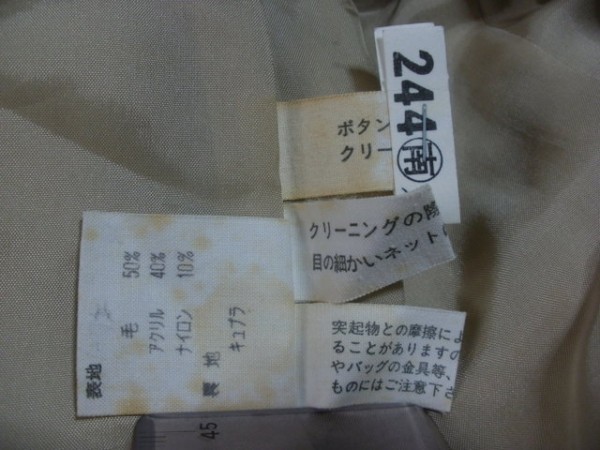 244南
ボタン
クリー
クリーニングの際
目の細かいネット
突起物との摩擦によ
ることがありますの
やバッグの金具等、
ものにはご注意下さ
表地
毛 50%
アクリル 40%
ナイロン 10%
裏地
キュプラ
45